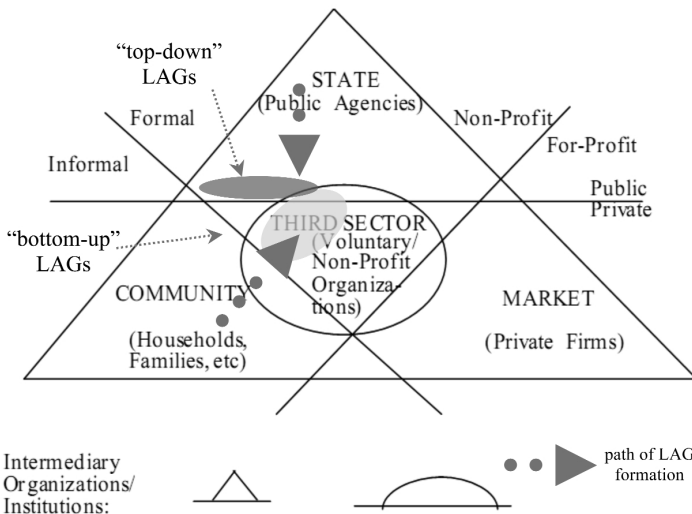 “top-down”
LAGs
STATE
(Public Agencies)
Formal
Non-Profit
For-Profit
Informal
Public
Private
“bottom-up”
LAGs
THIRD SECTOR
(Voluntary/
Non-Profit
Organiza-
tions)
COMMUNITY
(Households,
Families, etc)
MARKET
(Private Firms)
Intermediary
Organizations/
Institutions:
path of LAG
formation